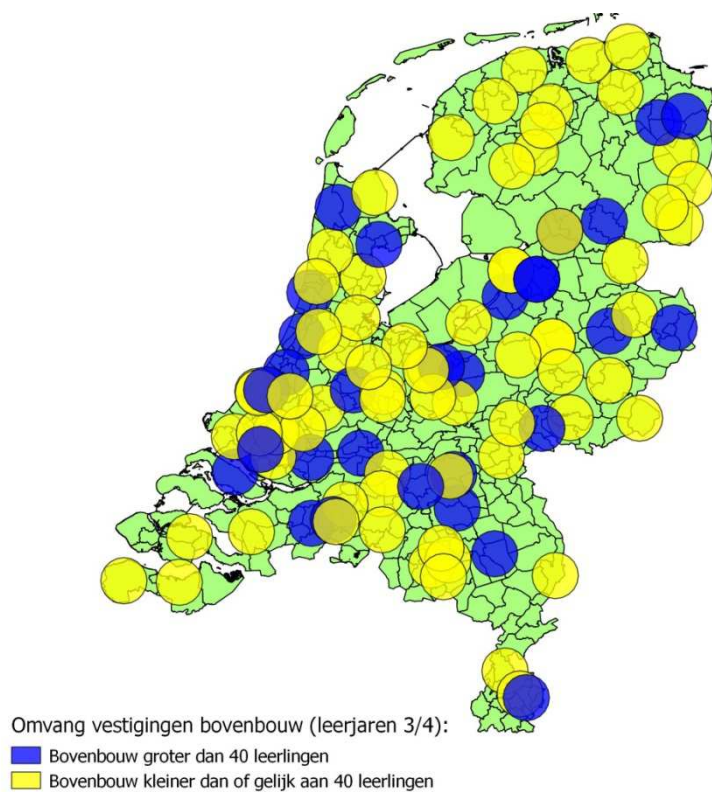 Omvang vestigingen bovenbouw (leerjaren 3/4):
Bovenbouw groter dan 40 leerlingen
Bovenbouw kleiner dan of gelijk aan 40 leerlingen